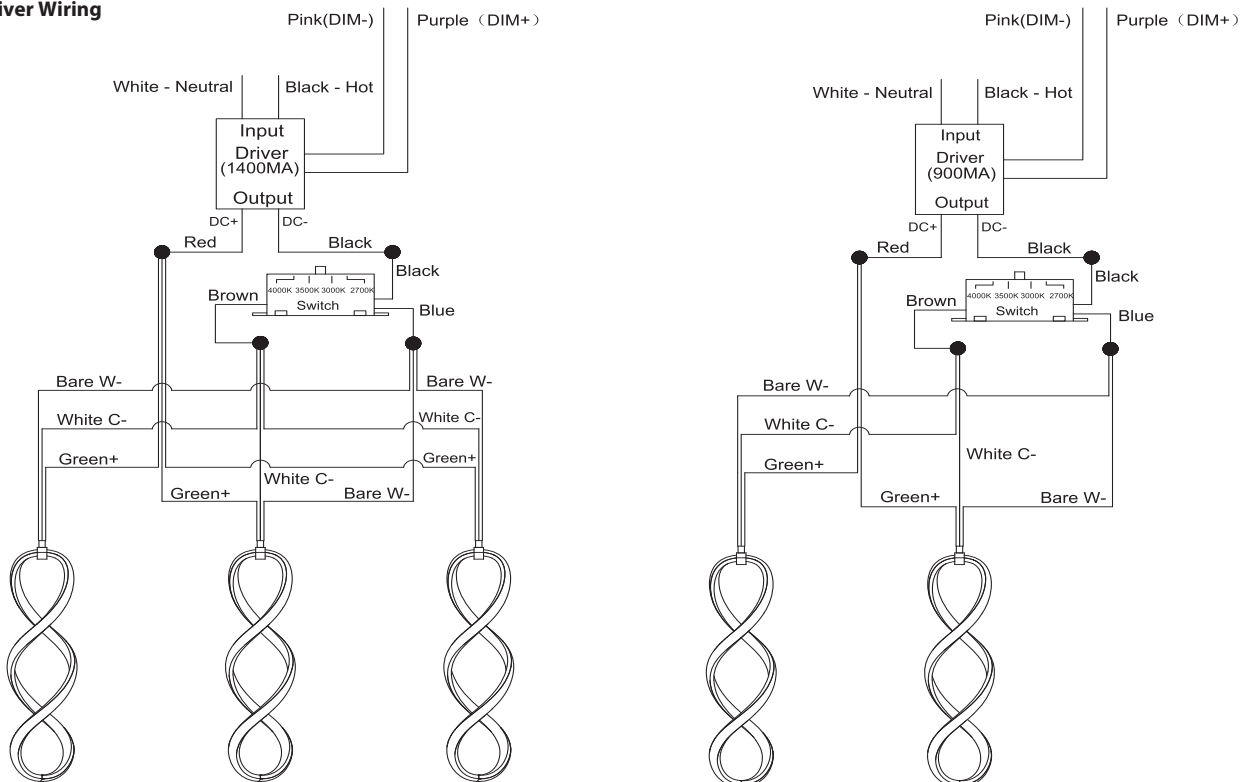 iver Wiring
Pink(DIM-)
Purple（DIM+）
White - Neutral
Black - Hot
Input
Driver
(1400MA)
Output
DC+
DC-
Red
Black
Black
4000K 3500K 3000K 2700K
Switch
Brown
Blue
Bare W-
Bare W-
White C-
White C-
Green+
Green+
White C-
Green+
Bare W-
Pink(DIM-)
Purple（DIM+）
White - Neutral
Black - Hot
Input
Driver
(900MA)
Output
DC+
DC-
Red
Black
Black
4000K 3500K 3000K 2700K
Switch
Brown
Blue
Bare W-
White C-
White C-
Green+
Green+
Bare W-